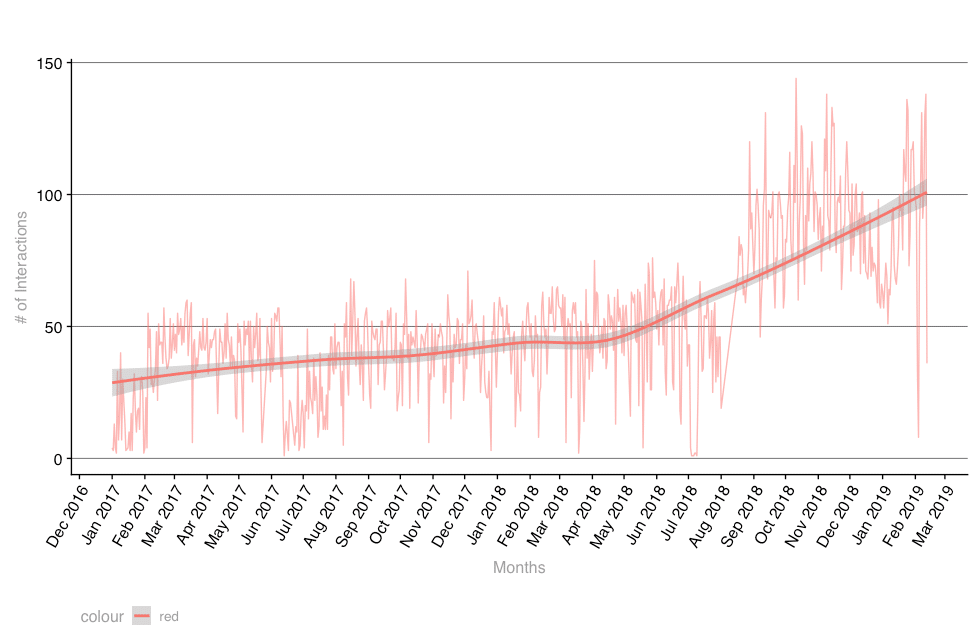 150
100
50
0
# of Interactions
Dec 2016
Jan 2017
Feb 2017
Mar 2017
Apr 2017
May 2017
Jun 2017
Jul 2017
Aug 2017
Sep 2017
Oct 2017
Nov 2017
Dec 2017
Jan 2018
Feb 2018
Mar 2018
Apr 2018
May 2018
Jun 2018
Jul 2018
Aug 2018
Sep 2018
Oct 2018
Nov 2018
Dec 2018
Jan 2019
Feb 2019
Mar 2019
Months
colour red